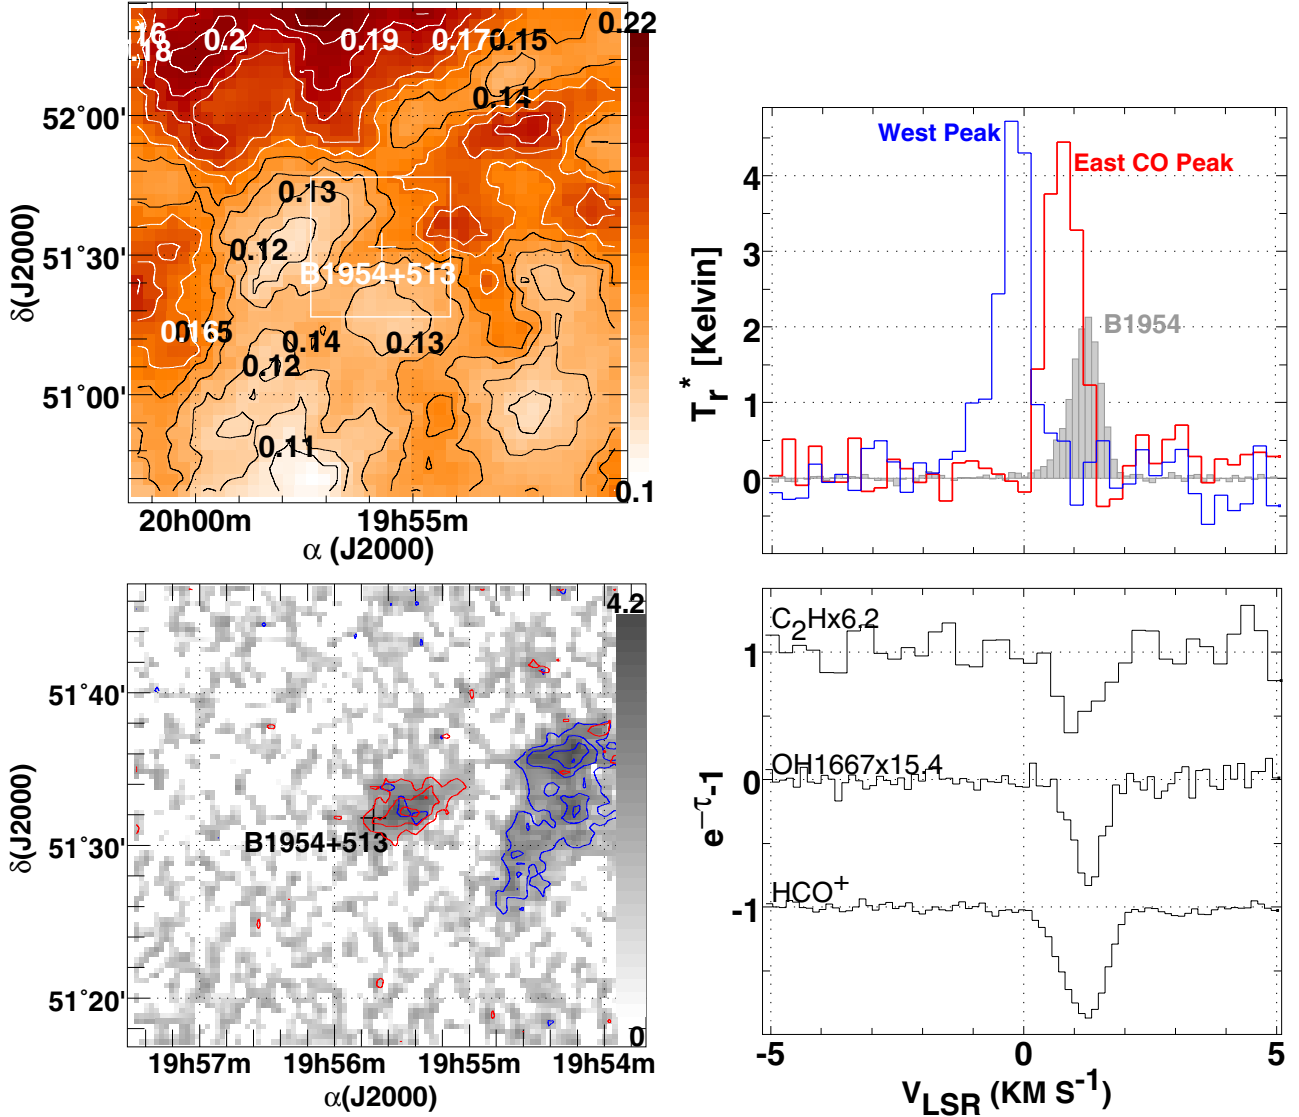 .16 0.2 0.19 0.17 0.15 0.22
.18
0.14
52°00'
0.13
0.12
51°30'
B1954+513
0.16
0.14 0.13
0.12
51°00'
0.11
0.1
20h00m 19h55m
α (J2000)
δ(J2000)
West Peak
East CO Peak
B1954
4
3
2
1
0
T_r^* [Kelvin]
4.2
51°40'
B1954+513
51°30'
51°20'
0
19h57m 19h56m 19h55m 19h54m
α(J2000)
δ(J2000)
C2Hx6.2
1
OH1667x15.4
0
HCO+
-1
e^-τ-1
-5 0 5
V_LSR (KM S^-1)